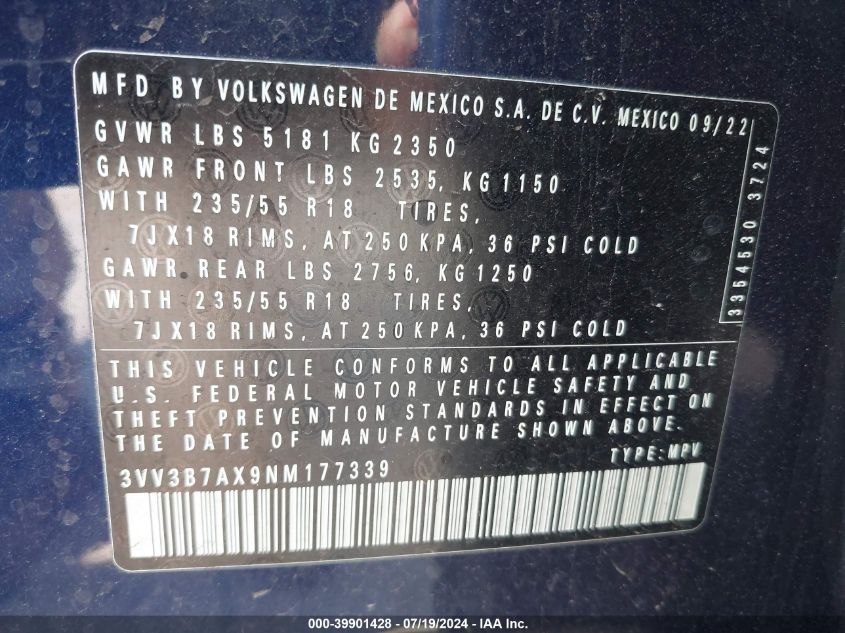 MFD BY VOLKSWAGEN DE MEXICO S.A. DE C.V. MEXICO 09/22
GVWR LBS 5181 KG 2350
GAWR FRONT LBS 2535, KG 1150
WITH 235/55 R18 TIRES,
7JX18 RIMS, AT 250 KPA, 36 PSI COLD
GAWR REAR LBS 2756, KG 1250
WITH 235/55 R18 TIRES,
7JX18 RIMS, AT 250 KPA, 36 PSI COLD
3354530 3724
THIS VEHICLE CONFORMS TO ALL APPLICABLE
U.S. FEDERAL MOTOR VEHICLE SAFETY AND
THEFT PREVENTION STANDARDS IN EFFECT ON
THE DATE OF MANUFACTURE SHOWN ABOVE.
3VV3B7AX9NM177339 TYPE: MPV
000-39901428 - 07/19/2024 - IAA Inc.